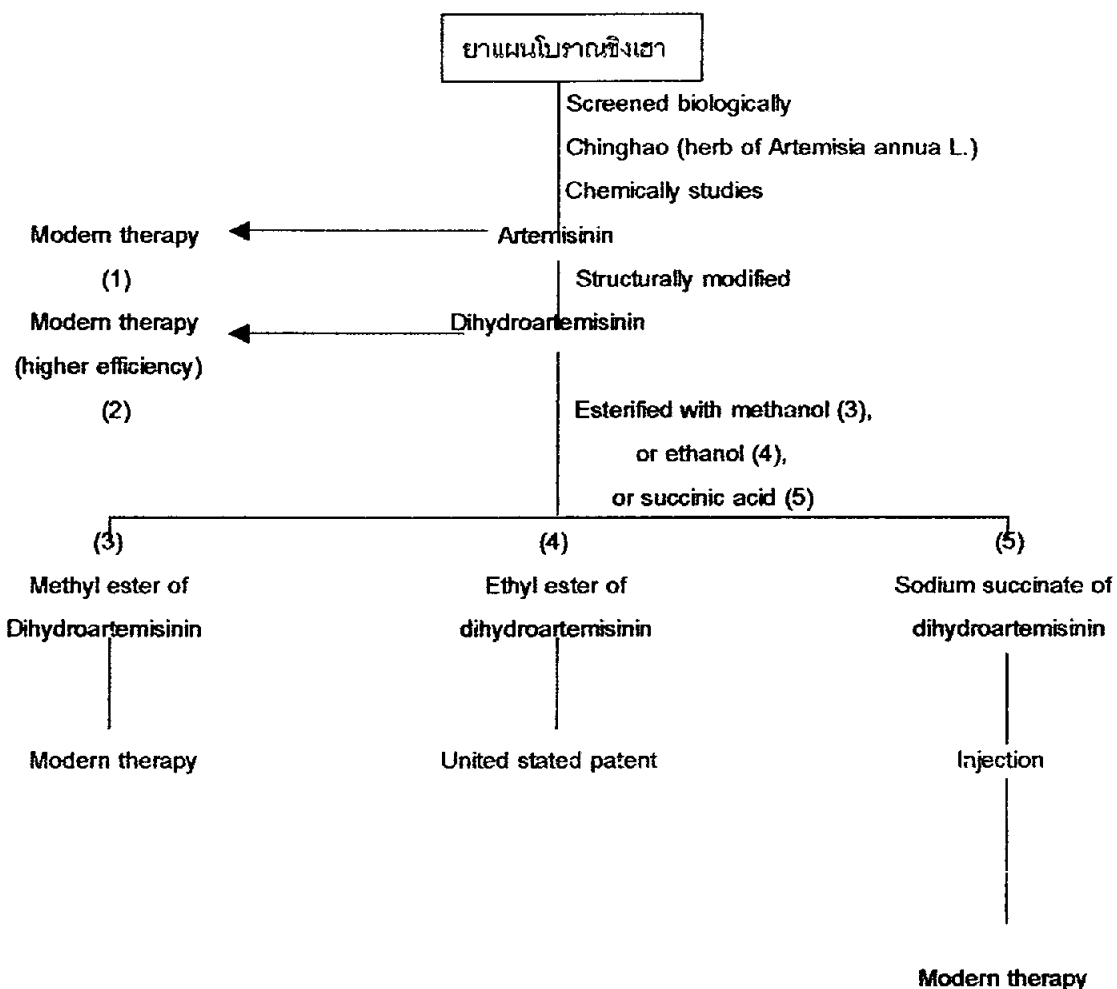 ยาแผนโบราณชิงเฮา
Screened biologically
Chinghao (herb of Artemisia annua L.)
Chemically studies
Modern therapy
(1)
Artemisinin
Structurally modified
Modern therapy
(higher efficiency)
(2)
Dihydroartemisinin
Esterified with methanol (3),
or ethanol (4),
or succinic acid (5)
(3)
Methyl ester of
Dihydroartemisinin
Modern therapy
(4)
Ethyl ester of
dihydroartemisinin
United stated patent
(5)
Sodium succinate of
dihydroartemisinin
Injection
Modern therapy